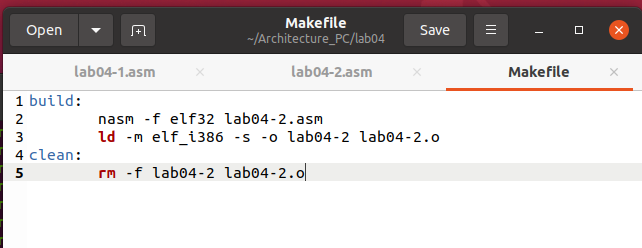 Open
Makefile
~/Architecture_PC/lab04
Save
lab04-1.asm
lab04-2.asm
Makefile
1 build:
2 nasm -f elf32 lab04-2.asm
3 ld -m elf_i386 -s -o lab04-2 lab04-2.o
4 clean:
5 rm -f lab04-2 lab04-2.o